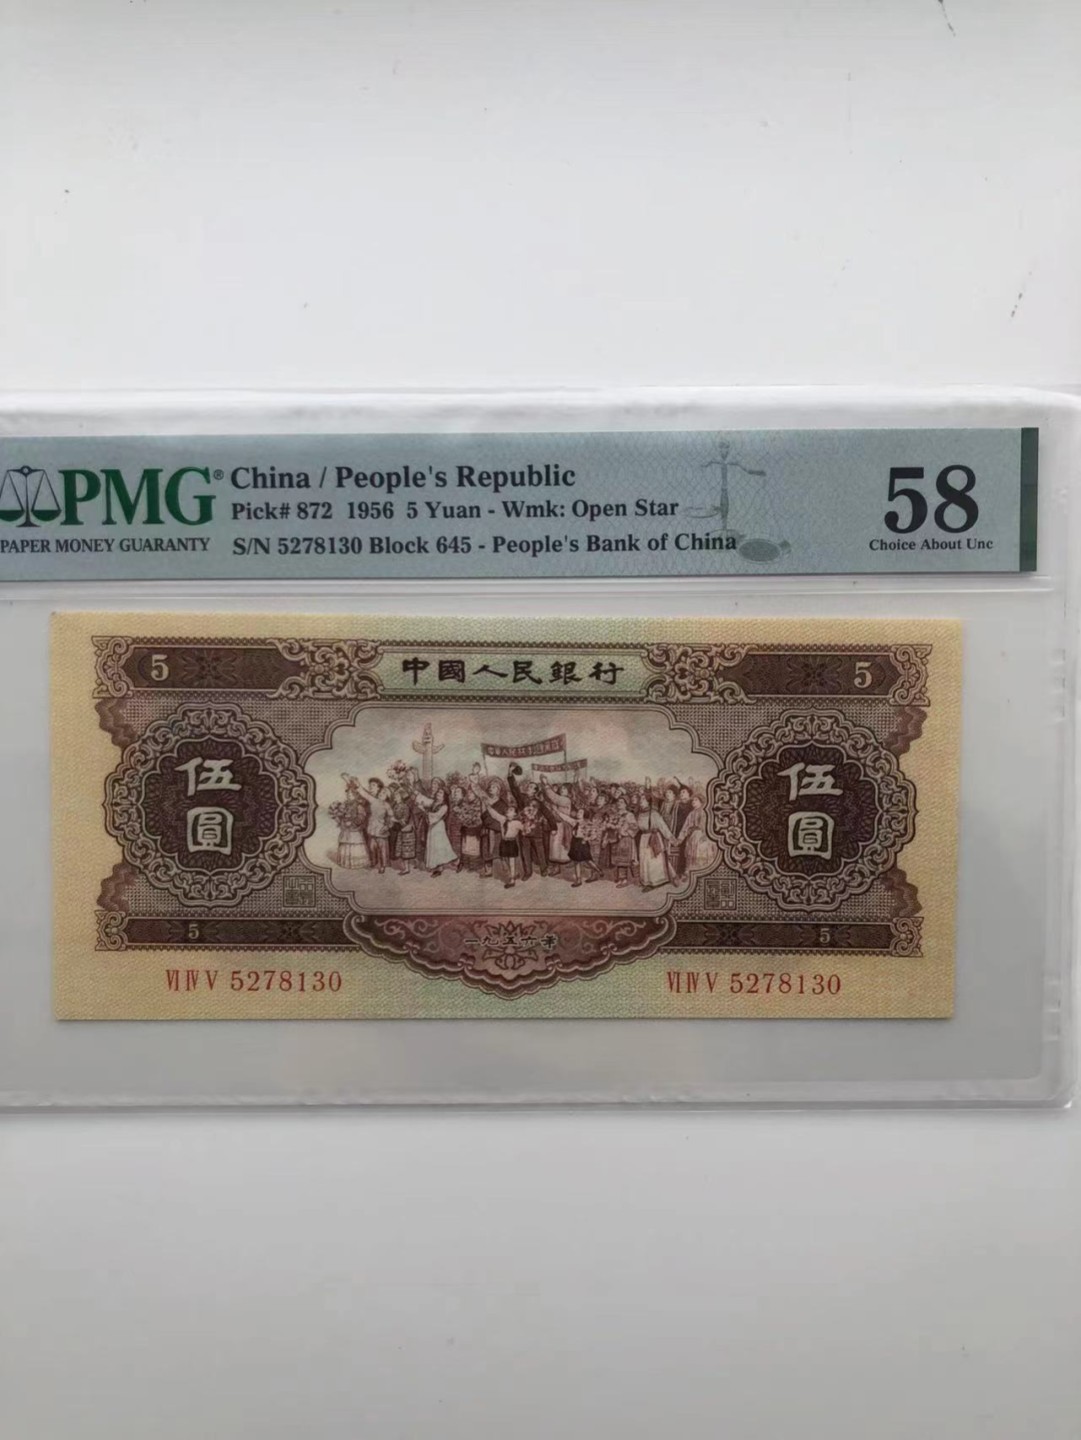 PMG®
PAPER MONEY GUARANTY
China / People's Republic
Pick# 872 1956 5 Yuan - Wmk: Open Star
S/N 5278130 Block 645 - People's Bank of China
58
Choice About Unc
5 中國人民銀行 5
伍圓 伍圓
5 一九五六年 5
VI IV V 5278130 VI IV V 5278130